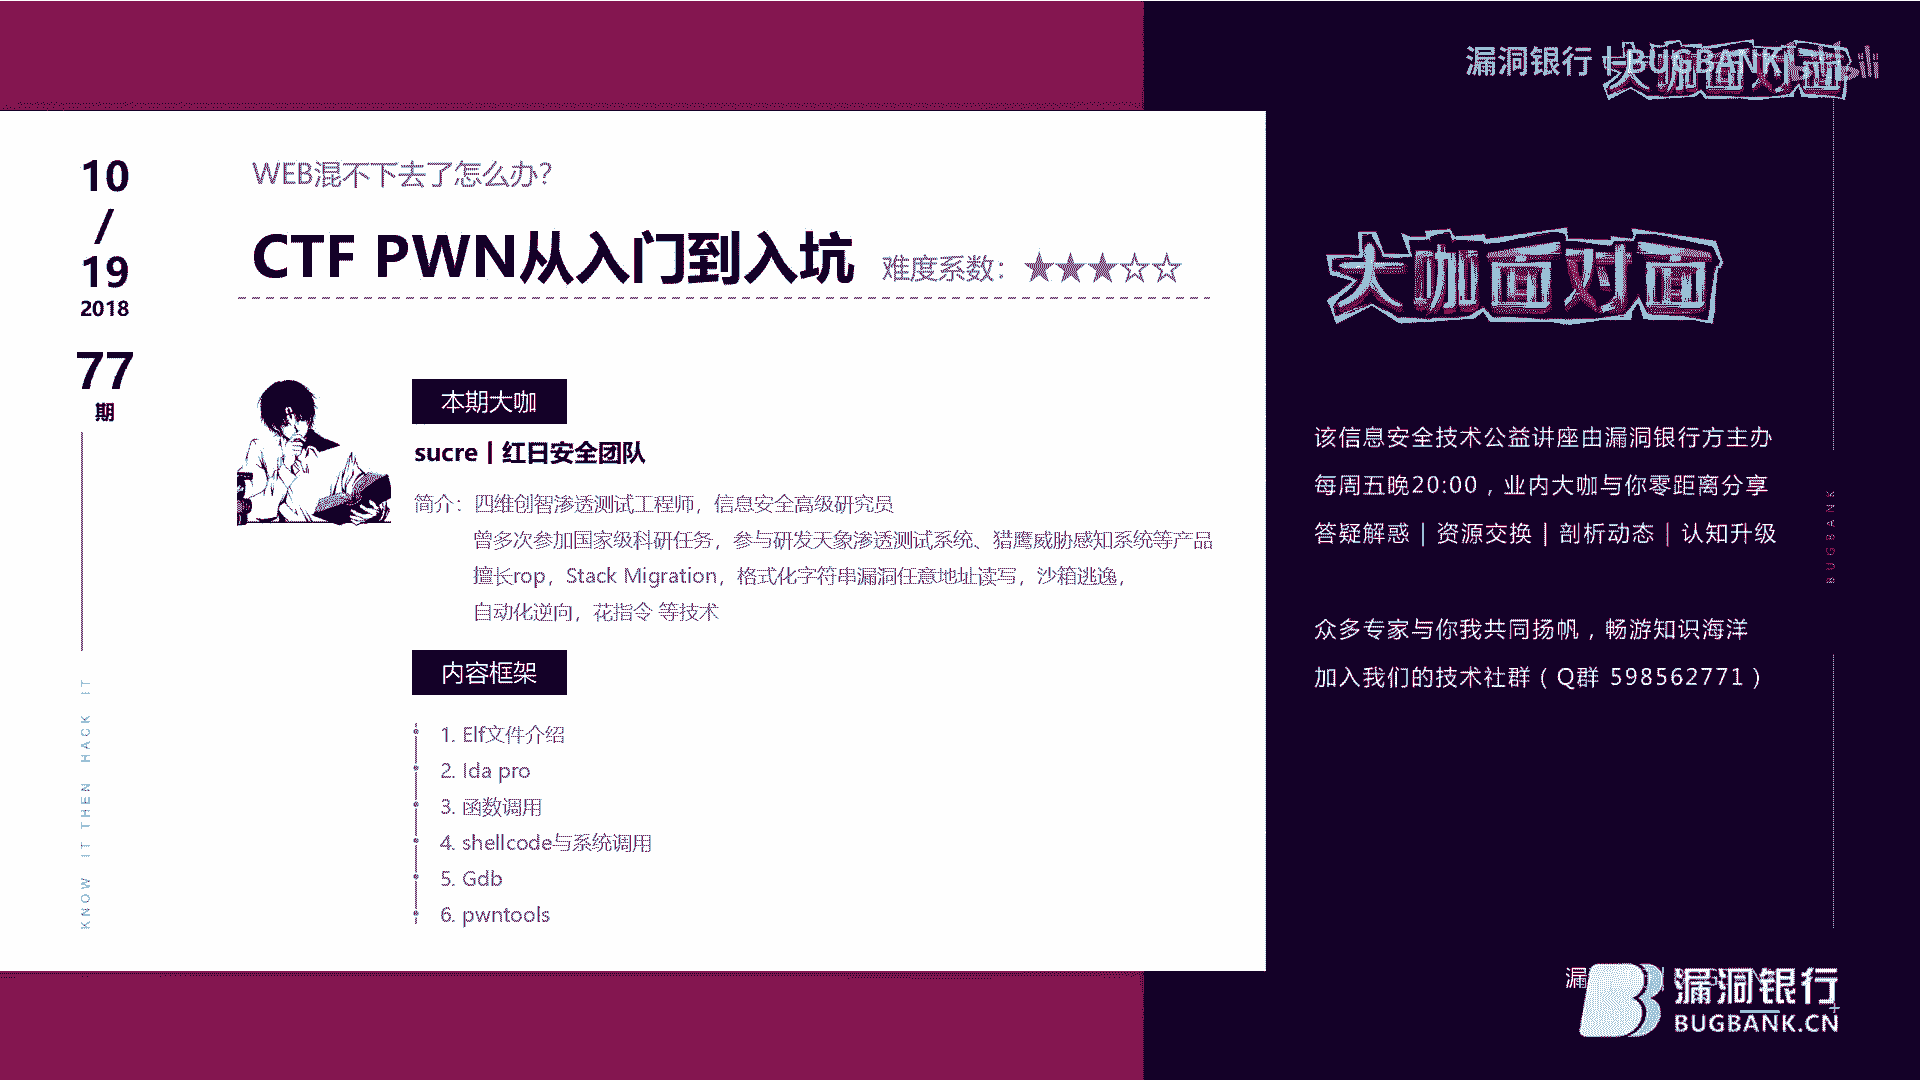 漏洞银行 | BUGBANK
大咖面对面
10
/
19
2018
77
期
KNOW IT THEN HACK IT
WEB混不下去了怎么办？
CTF PWN从入门到入坑 难度系数：★★★☆☆
本期大咖
sucre | 红日安全团队
简介：四维创智渗透测试工程师，信息安全高级研究员
曾多次参加国家级科研任务，参与研发天象渗透测试系统、猎鹰威胁感知系统等产品
擅长rop，Stack Migration，格式化字符串漏洞任意地址读写，沙箱逃逸，
自动化逆向，花指令 等技术
内容框架
1. Elf文件介绍
2. Ida pro
3. 函数调用
4. shellcode与系统调用
5. Gdb
6. pwntools
大咖面对面
该信息安全技术公益讲座由漏洞银行方主办
每周五晚20:00，业内大咖与你零距离分享
答疑解惑 | 资源交换 | 剖析动态 | 认知升级
众多专家与你我共同扬帆，畅游知识海洋
加入我们的技术社群（Q群 598562771）
BUGBANK
漏洞银行
BUGBANK.CN